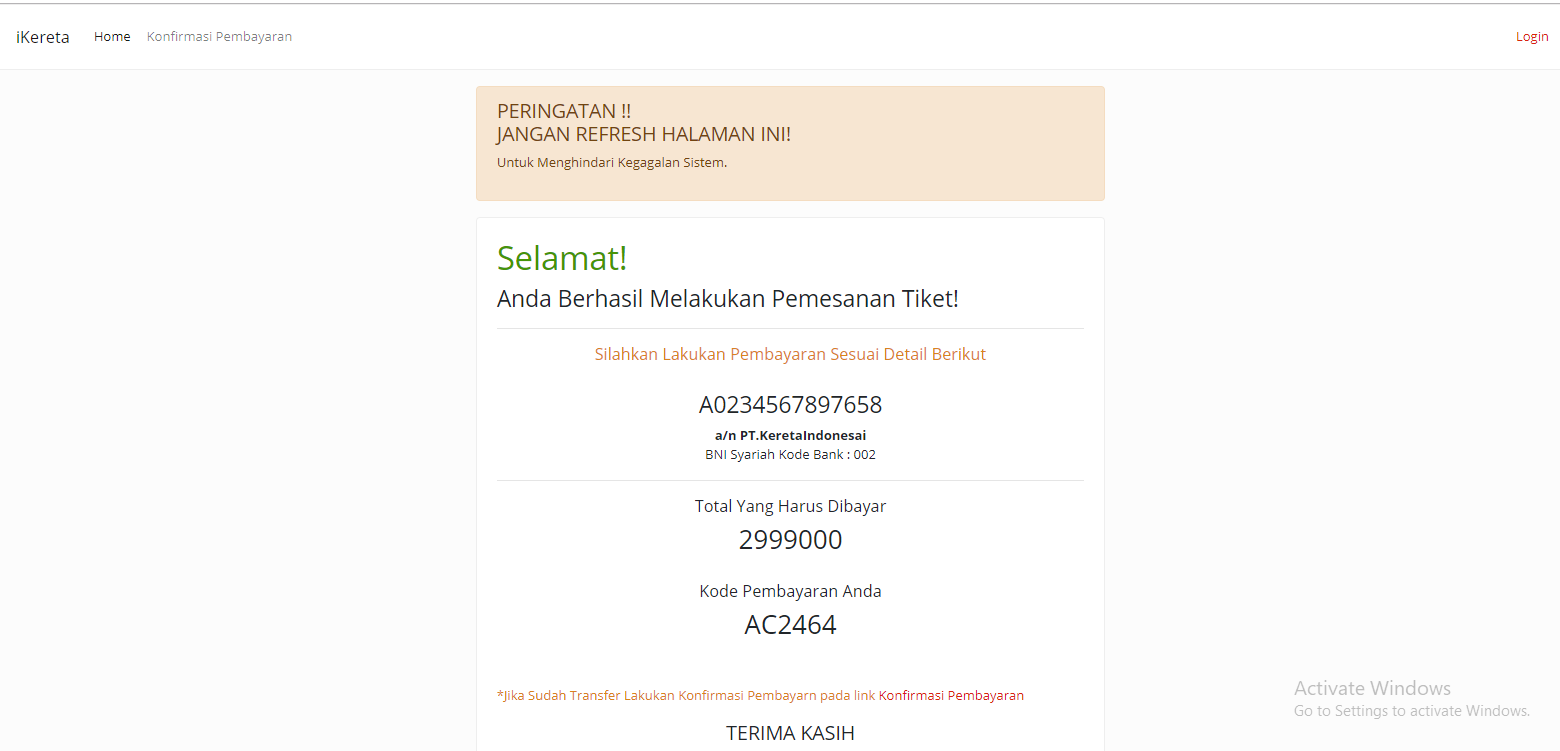 iKereta Home Konfirmasi Pembayaran Login
PERINGATAN !!
JANGAN REFRESH HALAMAN INI!
Untuk Menghindari Kegagalan Sistem.
Selamat!
Anda Berhasil Melakukan Pemesanan Tiket!
Silahkan Lakukan Pembayaran Sesuai Detail Berikut
A0234567897658
a/n PT.KeretaIndonesai
BNI Syariah Kode Bank : 002
Total Yang Harus Dibayar
2999000
Kode Pembayaran Anda
AC2464
*Jika Sudah Transfer Lakukan Konfirmasi Pembayarn pada link Konfirmasi Pembayaran
TERIMA KASIH
Activate Windows
Go to Settings to activate Windows.